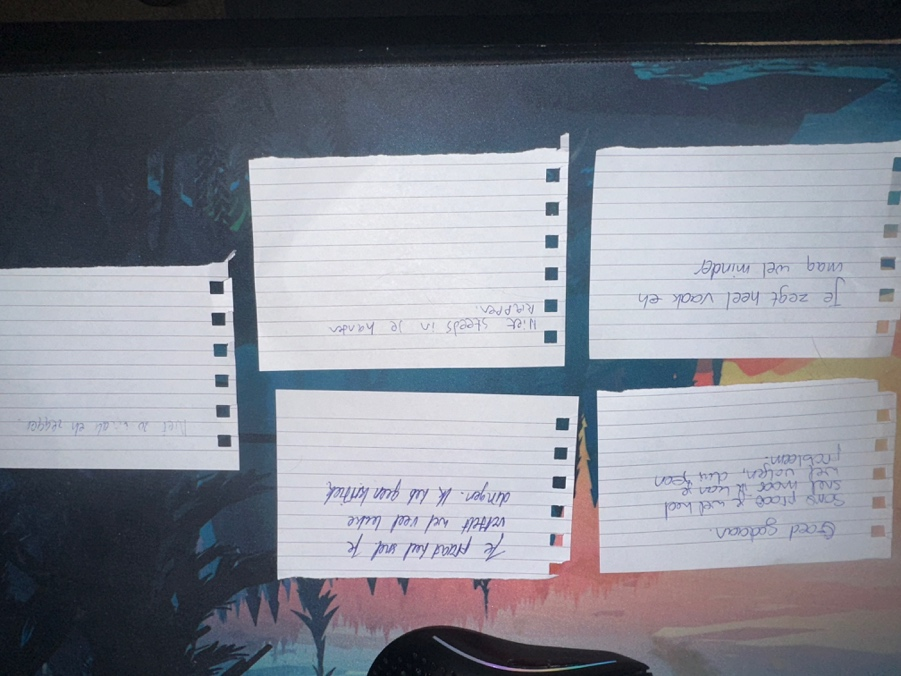 Goed gedaan.
Soms praat je wel heel
snel maar ik kan je
wel volgen, dus geen
probleem.
Je praat heel snel je
vertelt wel veel leuke
dingen. Ik heb geen kritiek
Niet zo vaak eh zeggen.
Je zegt heel vaak eh
mag wel minder
Niet steeds in je handen
klappen.